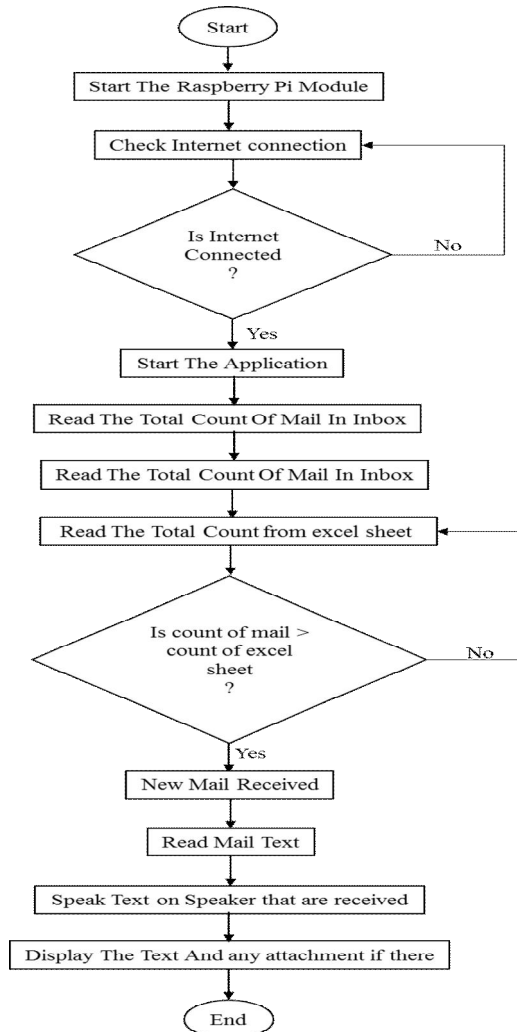 Start
Start The Raspberry Pi Module
Check Internet connection
Is Internet
Connected
?
No
Yes
Start The Application
Read The Total Count Of Mail In Inbox
Read The Total Count Of Mail In Inbox
Read The Total Count from excel sheet
Is count of mail >
count of excel
sheet
?
No
Yes
New Mail Received
Read Mail Text
Speak Text on Speaker that are received
Display The Text And any attachment if there
End